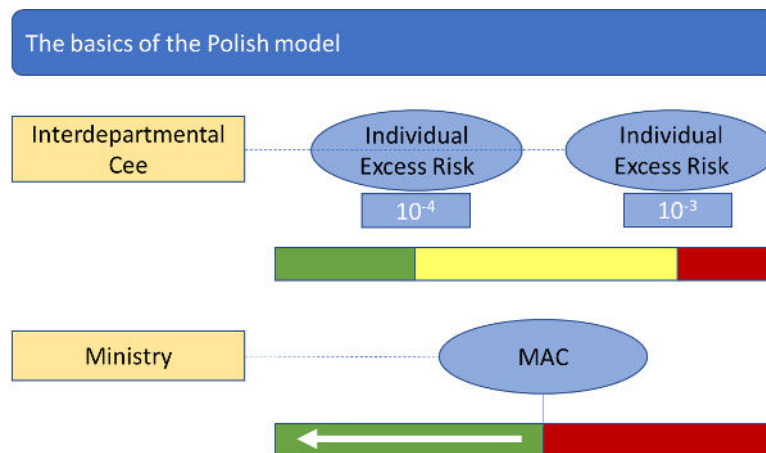 The basics of the Polish model
Interdepartmental
Cee
Individual
Excess Risk
10⁻⁴
Individual
Excess Risk
10⁻³
Ministry
MAC